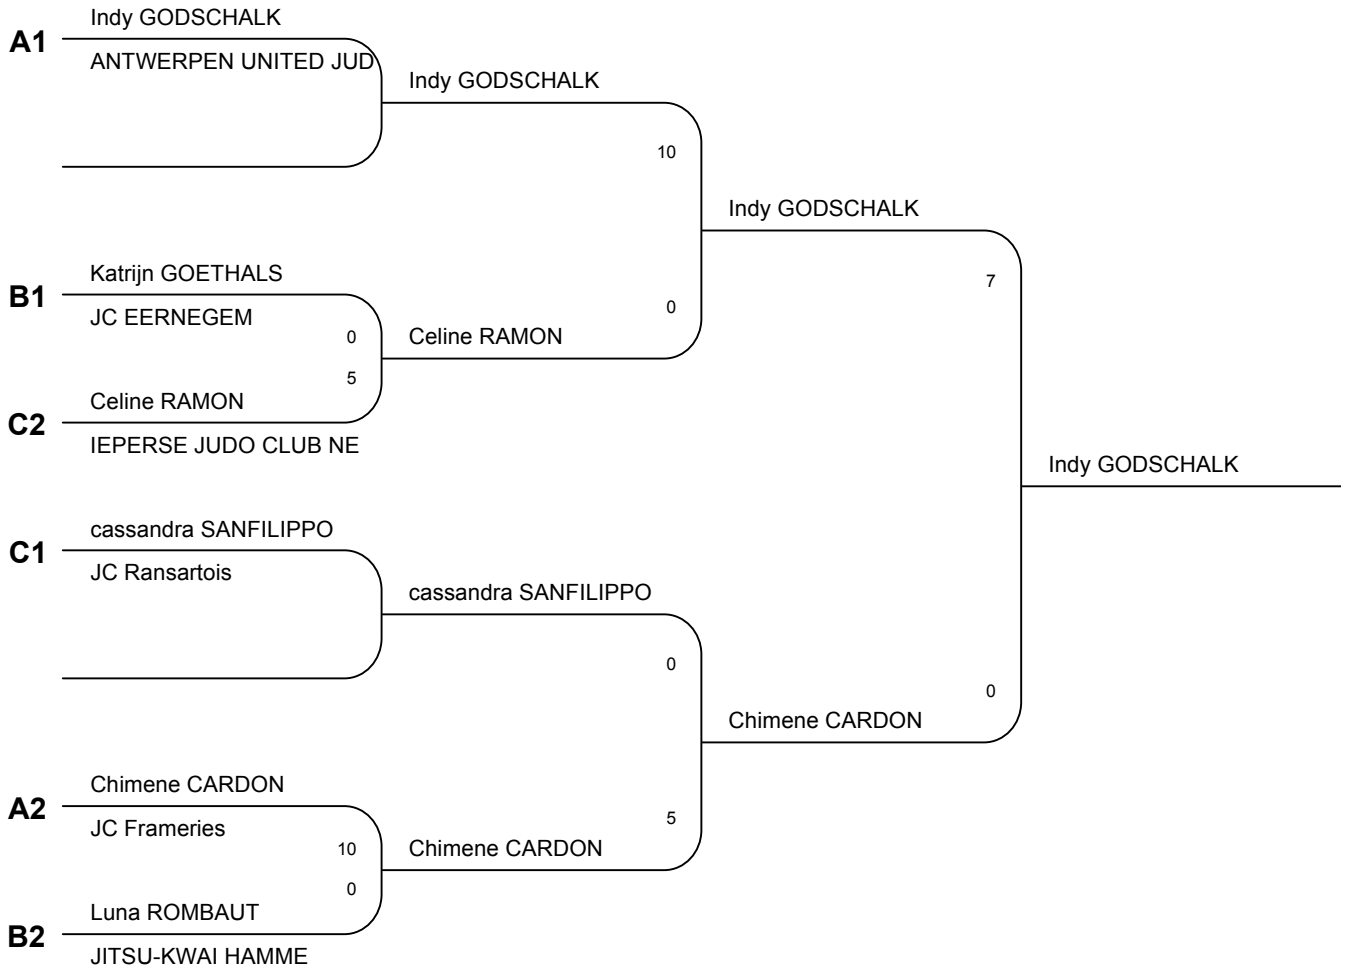 Indy GODSCHALK
A1
ANTWERPEN UNITED JUD
Indy GODSCHALK
10
Indy GODSCHALK
Katrijn GOETHALS
B1
7
JC EERNEGEM
0
0
Celine RAMON
5
Celine RAMON
C2
IEPERSE JUDO CLUB NE
Indy GODSCHALK
cassandra SANFILIPPO
C1
JC Ransartois
cassandra SANFILIPPO
0
0
Chimene CARDON
Chimene CARDON
A2
5
JC Frameries
10
Chimene CARDON
0
Luna ROMBAUT
B2
JITSU-KWAI HAMME